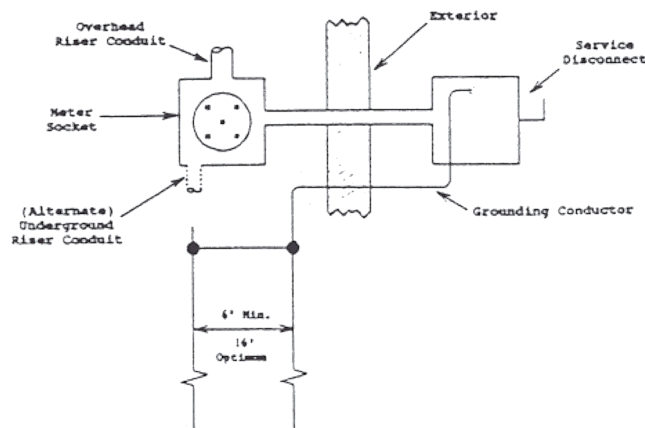 Overhead
Riser Conduit
Exterior
Service
Disconnect
Meter
Socket
(Alternate)
Underground
Riser Conduit
Grounding Conductor
6' Min.
16'
Optimum